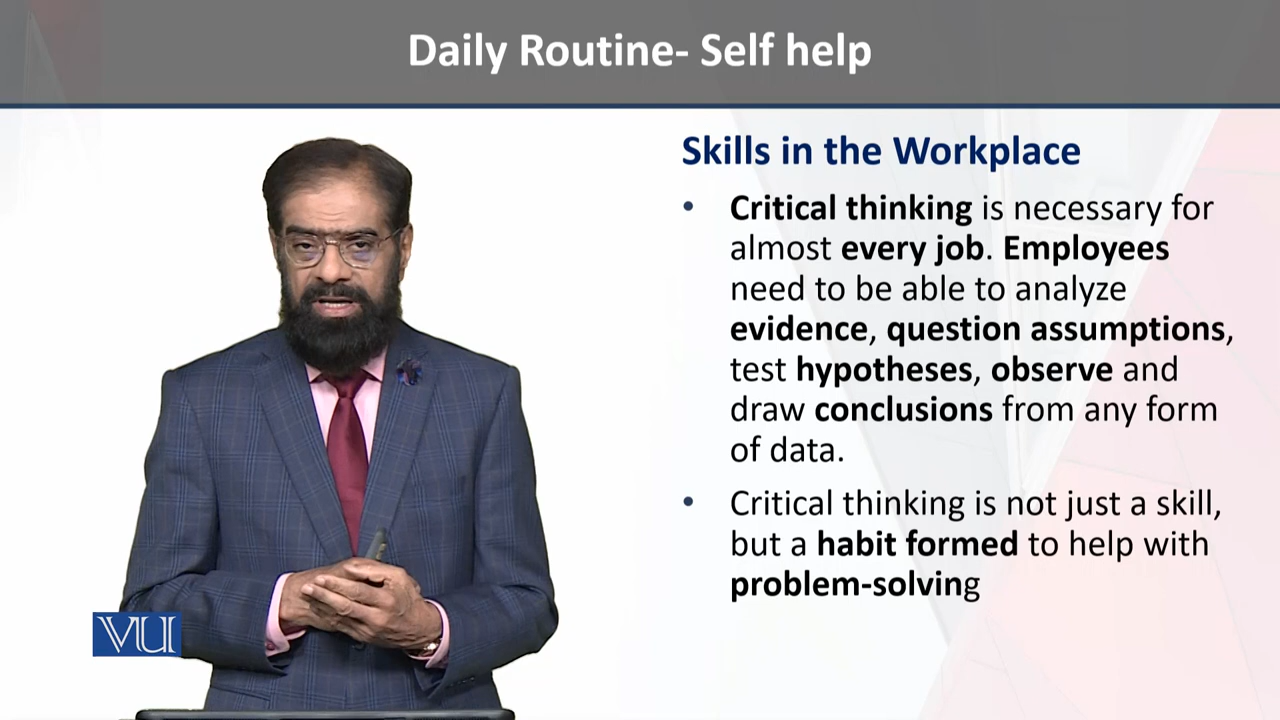 Daily Routine- Self help
Skills in the Workplace
• Critical thinking is necessary for
almost every job. Employees
need to be able to analyze
evidence, question assumptions,
test hypotheses, observe and
draw conclusions from any form
of data.
• Critical thinking is not just a skill,
but a habit formed to help with
problem-solving
VU